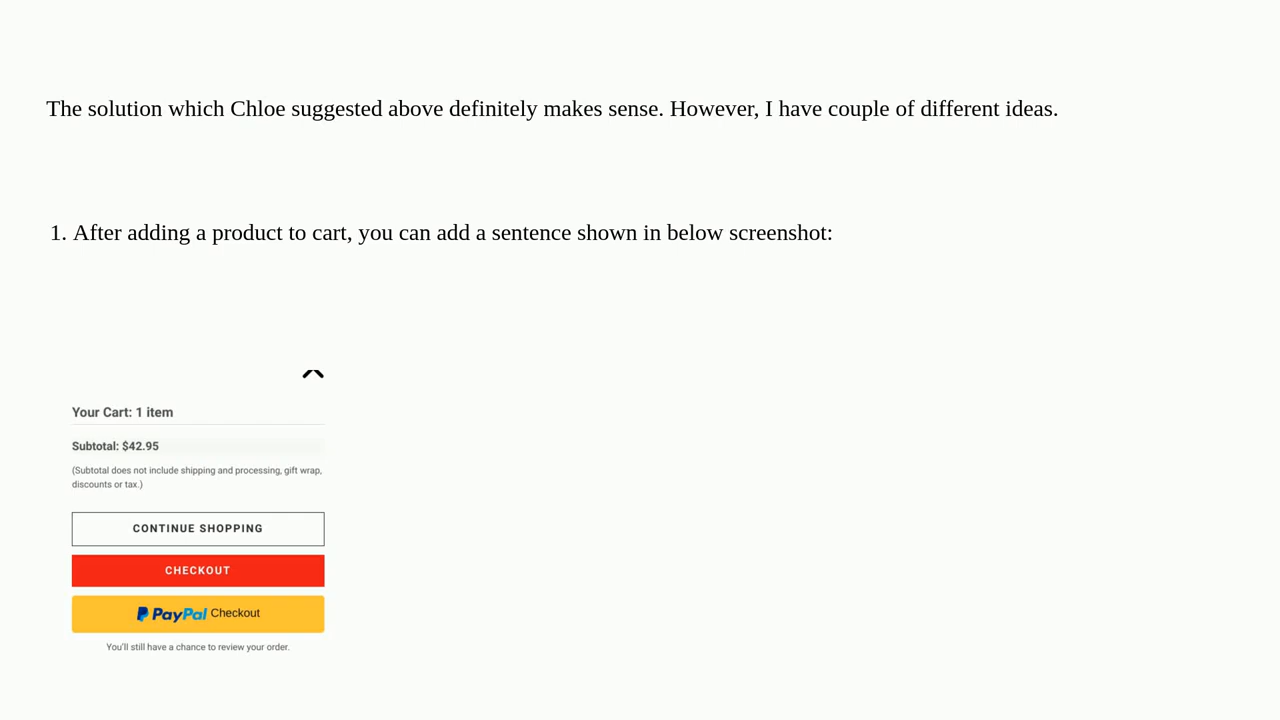 The solution which Chloe suggested above definitely makes sense. However, I have couple of different ideas.
1. After adding a product to cart, you can add a sentence shown in below screenshot:
Your Cart: 1 item
Subtotal: $42.95
(Subtotal does not include shipping and processing, gift wrap,
discounts or tax.)
CONTINUE SHOPPING
CHECKOUT
PayPal Checkout
You'll still have a chance to review your order.